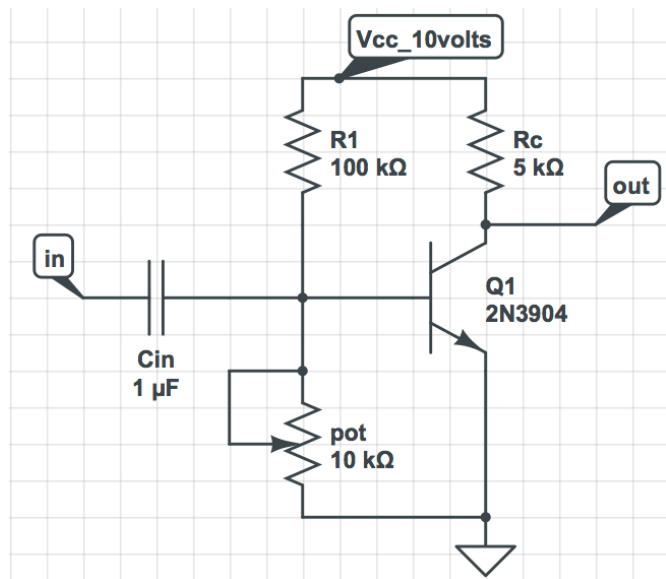 Vcc_10volts
R1
100 kΩ
Rc
5 kΩ
out
in
Q1
2N3904
Cin
1 µF
pot
10 kΩ